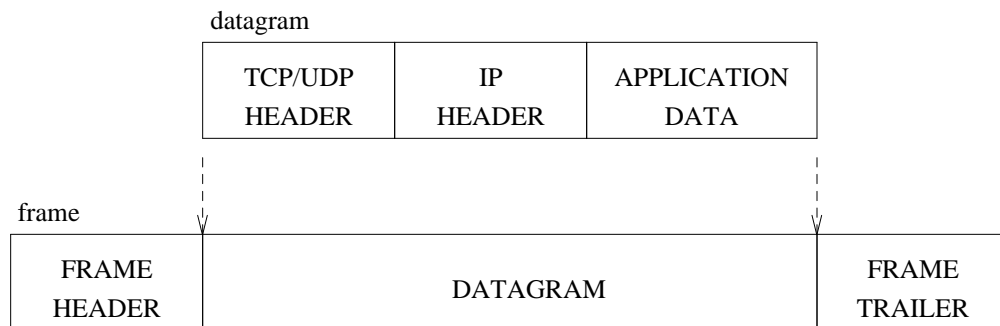 datagram
TCP/UDP
HEADER
IP
HEADER
APPLICATION
DATA
frame
FRAME
HEADER
DATAGRAM
FRAME
TRAILER